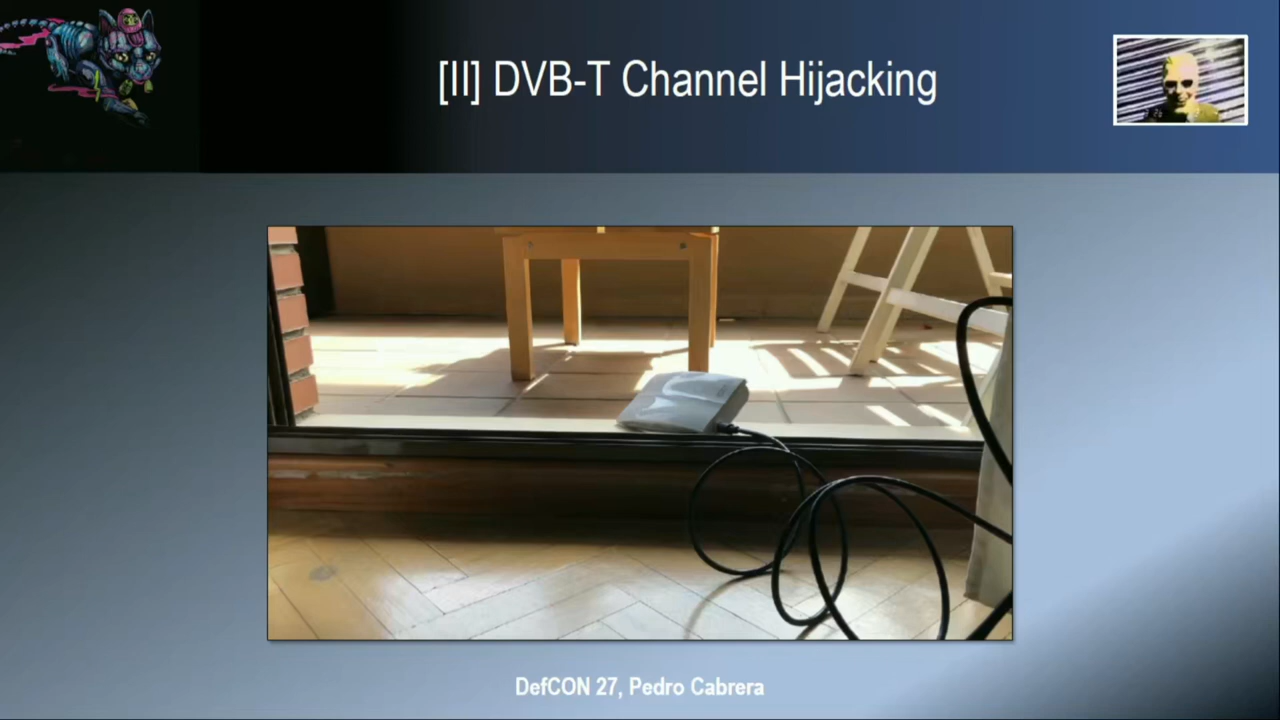 [II] DVB-T Channel Hijacking
DefCON 27, Pedro Cabrera